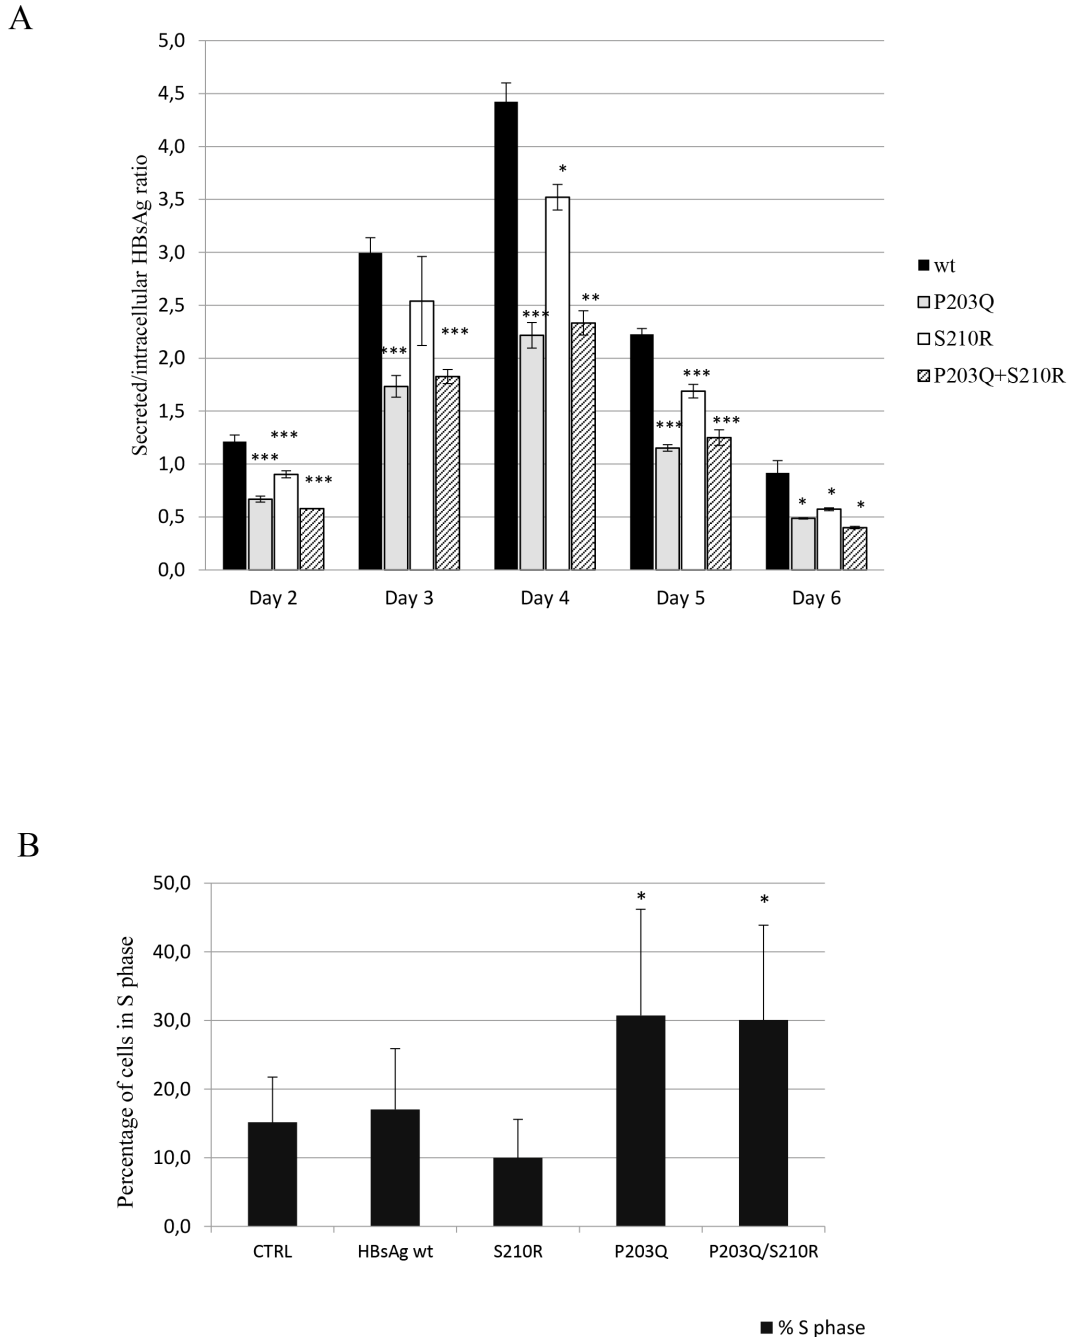 A
Secreted/intracellular HBsAg ratio
5,0
4,5
4,0
3,5
3,0
2,5
2,0
1,5
1,0
0,5
0,0
***
***
***
***
***
***
*
**
***
***
***
*
*
*
Day 2 Day 3 Day 4 Day 5 Day 6
wt
P203Q
S210R
P203Q+S210R
B
Percentage of cells in S phase
50,0
40,0
30,0
20,0
10,0
0,0
* *
CTRL HBsAg wt S210R P203Q P203Q/S210R
% S phase